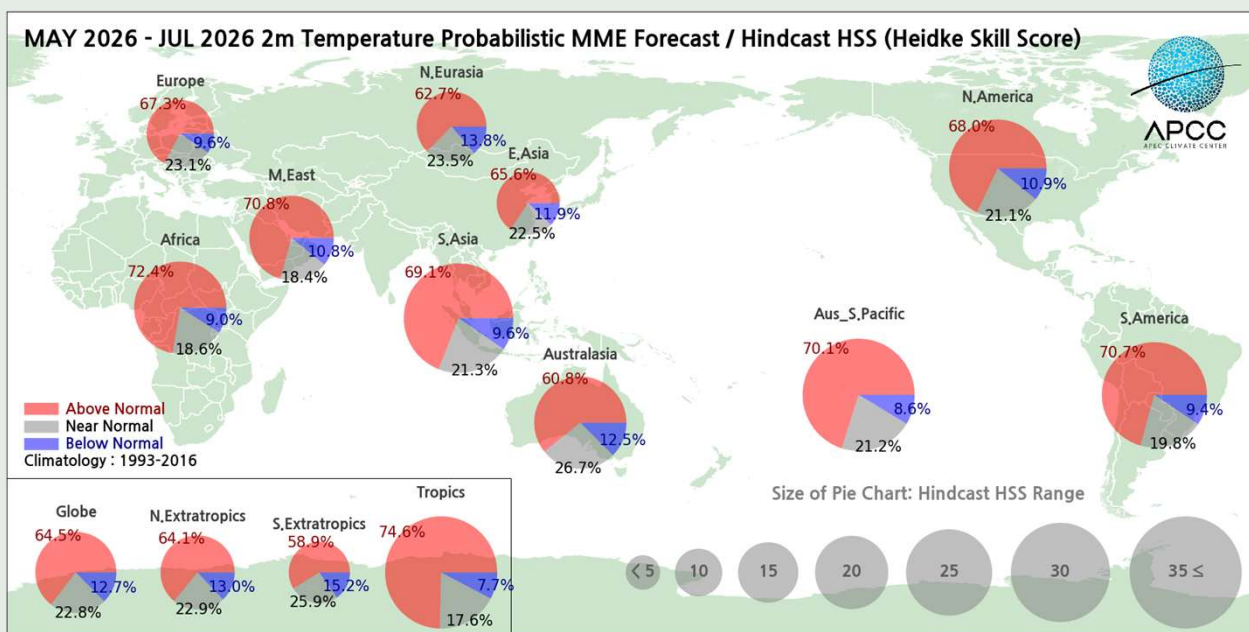 MAY 2026 - JUL 2026 2m Temperature Probabilistic MME Forecast / Hindcast HSS (Heidke Skill Score)
APCC
APEC CLIMATE CENTER
Europe
67.3%
9.6%
23.1%
N.Eurasia
62.7%
13.8%
23.5%
N.America
68.0%
10.9%
21.1%
E.Asia
65.6%
11.9%
22.5%
M.East
70.8%
10.8%
18.4%
Africa
72.4%
9.0%
18.6%
S.Asia
69.1%
9.6%
21.3%
Australasia
60.8%
12.5%
26.7%
Aus_S.Pacific
70.1%
8.6%
21.2%
S.America
70.7%
9.4%
19.8%
Above Normal
Near Normal
Below Normal
Climatology : 1993-2016
Globe
64.5%
12.7%
22.8%
N.Extratropics
64.1%
13.0%
22.9%
S.Extratropics
58.9%
15.2%
25.9%
Tropics
74.6%
7.7%
17.6%
Size of Pie Chart: Hindcast HSS Range
< 5
10
15
20
25
30
35 ≤